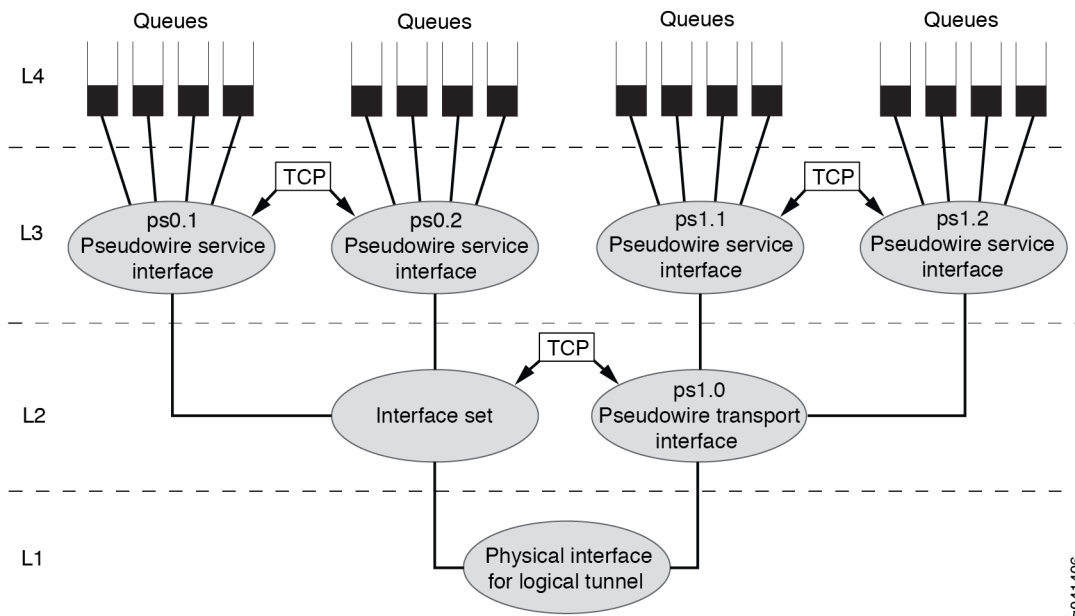 Queues Queues Queues Queues
L4
TCP TCP
L3
ps0.1
Pseudowire service
interface
ps0.2
Pseudowire service
interface
ps1.1
Pseudowire service
interface
ps1.2
Pseudowire service
interface
TCP
L2
Interface set
ps1.0
Pseudowire transport
interface
L1
Physical interface
for logical tunnel